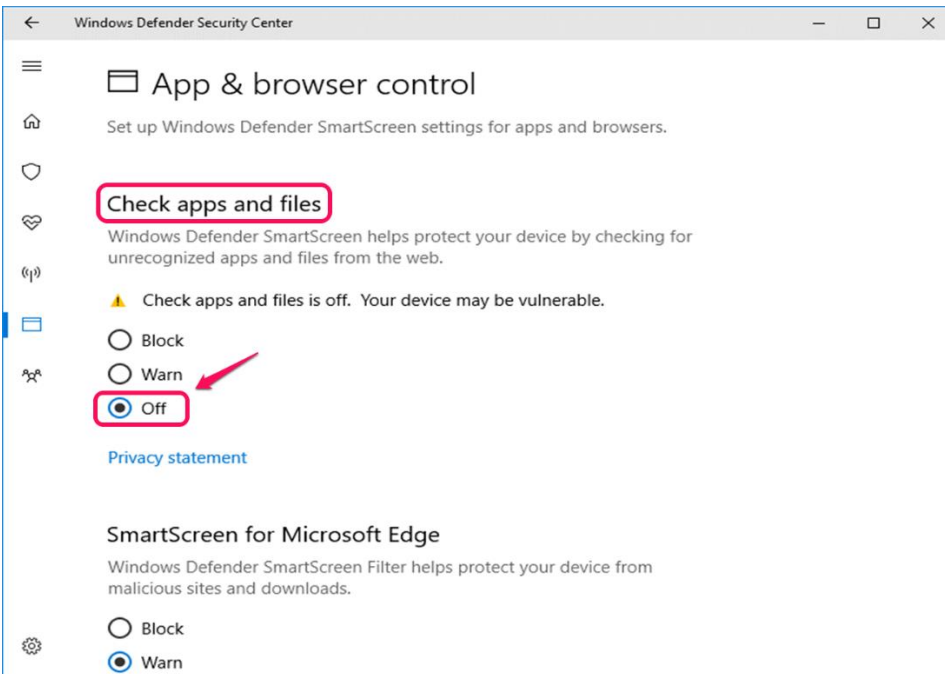 Windows Defender Security Center
App & browser control
Set up Windows Defender SmartScreen settings for apps and browsers.
Check apps and files
Windows Defender SmartScreen helps protect your device by checking for
unrecognized apps and files from the web.
Check apps and files is off.  Your device may be vulnerable.
Block
Warn
Off
Privacy statement
SmartScreen for Microsoft Edge
Windows Defender SmartScreen Filter helps protect your device from
malicious sites and downloads.
Block
Warn